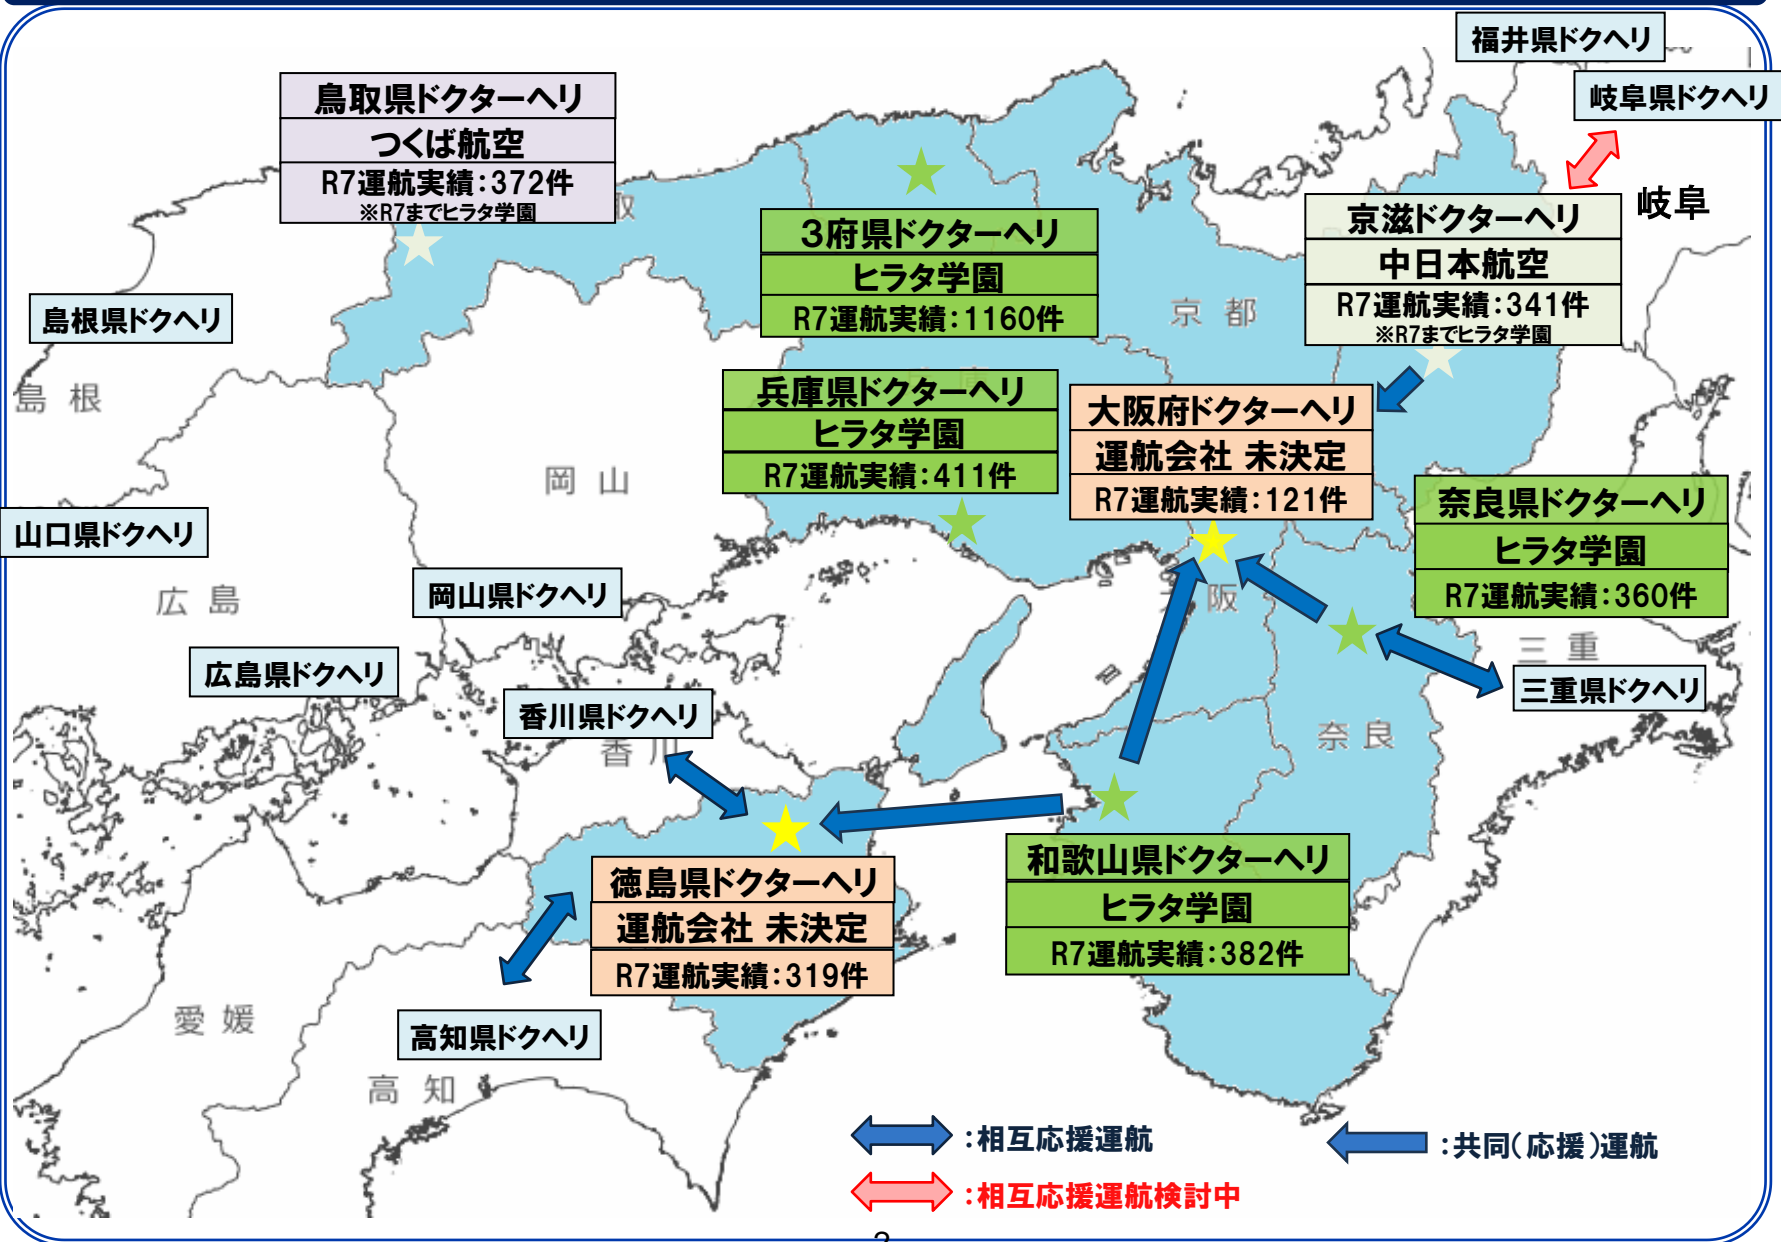 福井県ドクヘリ
岐阜県ドクヘリ
鳥取県ドクターヘリ
つくば航空
R7運航実績:372件
※R7までヒラタ学園
取
岐阜
京滋ドクターヘリ
中日本航空
R7運航実績:341件
※R7までヒラタ学園
3府県ドクターヘリ
ヒラタ学園
R7運航実績:1160件
京都
島根県ドクヘリ
島根
兵庫県ドクターヘリ
ヒラタ学園
R7運航実績:411件
大阪府ドクターヘリ
運航会社 未決定
R7運航実績:121件
岡山
奈良県ドクターヘリ
ヒラタ学園
R7運航実績:360件
山口県ドクヘリ
広島
岡山県ドクヘリ
阪
三重
三重県ドクヘリ
広島県ドクヘリ
香川県ドクヘリ
香川
奈良
徳島県ドクターヘリ
運航会社 未決定
R7運航実績:319件
和歌山県ドクターヘリ
ヒラタ学園
R7運航実績:382件
愛媛
高知県ドクヘリ
高知
:相互応援運航
:共同(応援)運航
:相互応援運航検討中